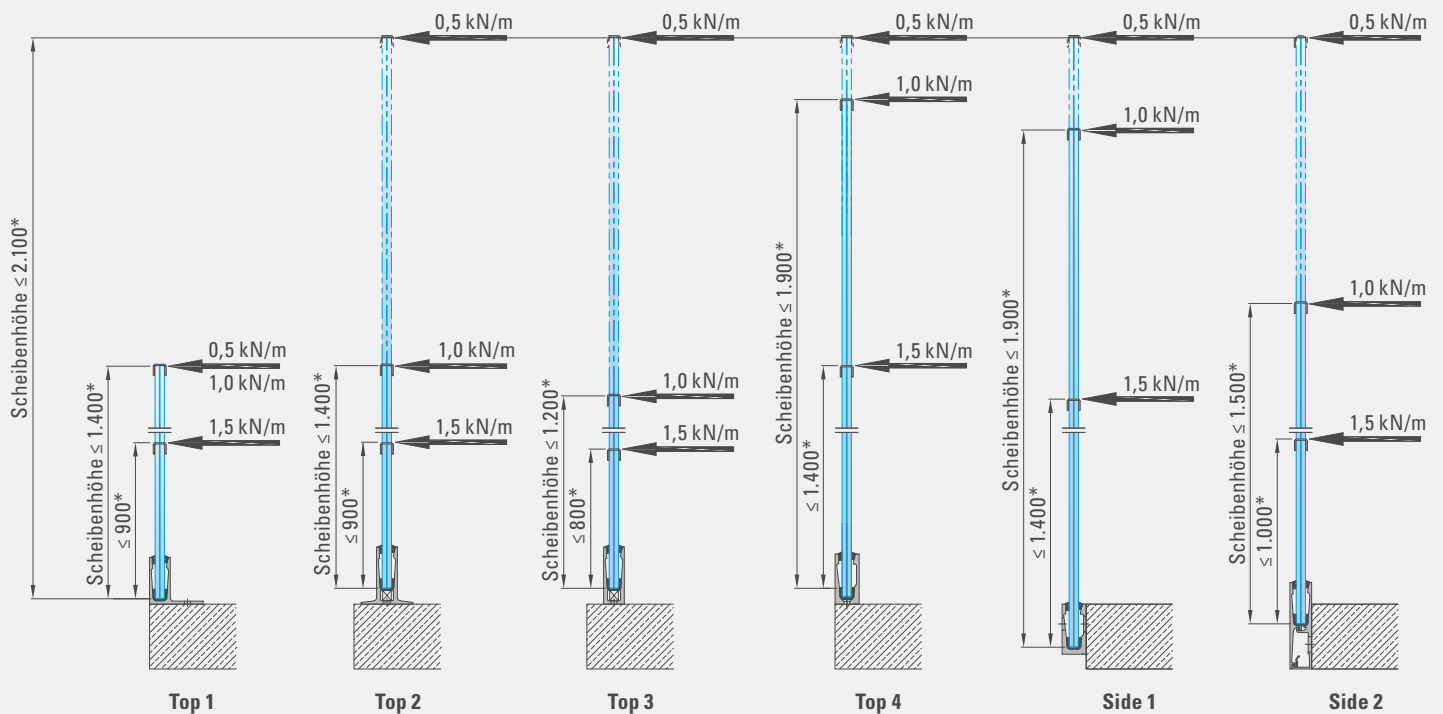 0,5 kN/m
0,5 kN/m
0,5 kN/m
0,5 kN/m
0,5 kN/m
1,0 kN/m
1,0 kN/m
Scheibenhöhe ≤ 2.100*
Scheibenhöhe ≤ 1.400*
≤ 900*
0,5 kN/m
1,0 kN/m
1,5 kN/m
Scheibenhöhe ≤ 1.400*
≤ 900*
1,0 kN/m
1,5 kN/m
Scheibenhöhe ≤ 1.200*
≤ 800*
1,0 kN/m
1,5 kN/m
Scheibenhöhe ≤ 1.900*
≤ 1.400*
1,5 kN/m
Scheibenhöhe ≤ 1.900*
≤ 1.400*
1,5 kN/m
Scheibenhöhe ≤ 1.500*
≤ 1.000*
1,0 kN/m
1,5 kN/m
Top 1
Top 2
Top 3
Top 4
Side 1
Side 2